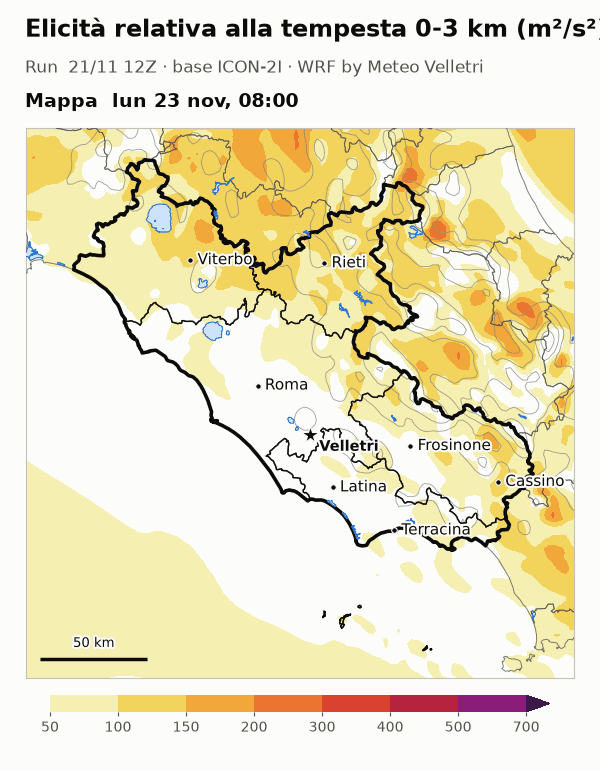 Elicità relativa alla tempesta 0-3 km (m²/s²)
Run 21/11 12Z · base ICON-2I · WRF by Meteo Velletri
Mappa lun 23 nov, 08:00
Viterbo
Rieti
Roma
Velletri
Frosinone
Cassino
Latina
Terracina
50 km
50 100 150 200 300 400 500 700